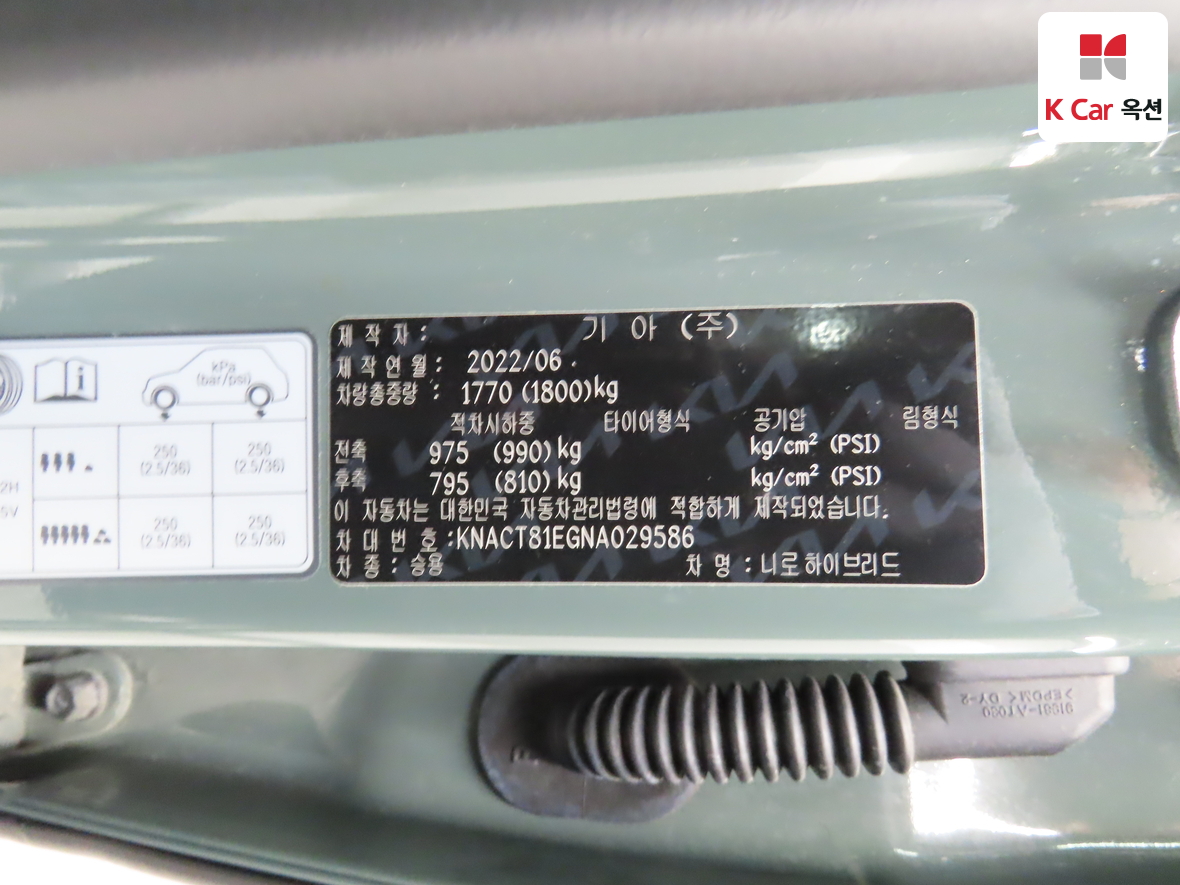 K Car 옥션
제 작 자 : 기 아 (주)
제 작 연 월 : 2022/06
차량총중량 : 1770 (1800)kg
적차시하중 타이어형식 공기압 림형식
전축 975 (990) kg kg/cm² (PSI)
후축 795 (810) kg kg/cm² (PSI)
이 자동차는 대한민국 자동차관리법령에 적합하게 제작되었습니다.
차 대 번 호 :KNACT81EGNA029586
차 종 : 승용 차 명 : 니로하이브리드
kPa
(bar/psi)
250 250
(2.5/36) (2.5/36)
250 250
(2.5/36) (2.5/36)
>EPDM< DY-2